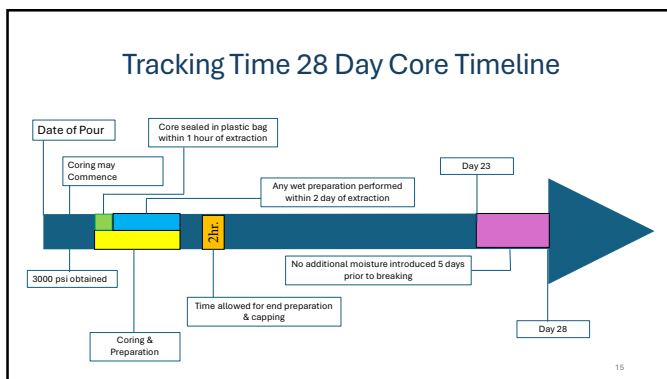 Tracking Time 28 Day Core Timeline
Date of Pour
Core sealed in plastic bag
within 1 hour of extraction
Coring may
Commence
Day 23
Any wet preparation performed
within 2 day of extraction
2hr.
No additional moisture introduced 5 days
prior to breaking
3000 psi obtained
Time allowed for end preparation
& capping
Day 28
Coring &
Preparation
15